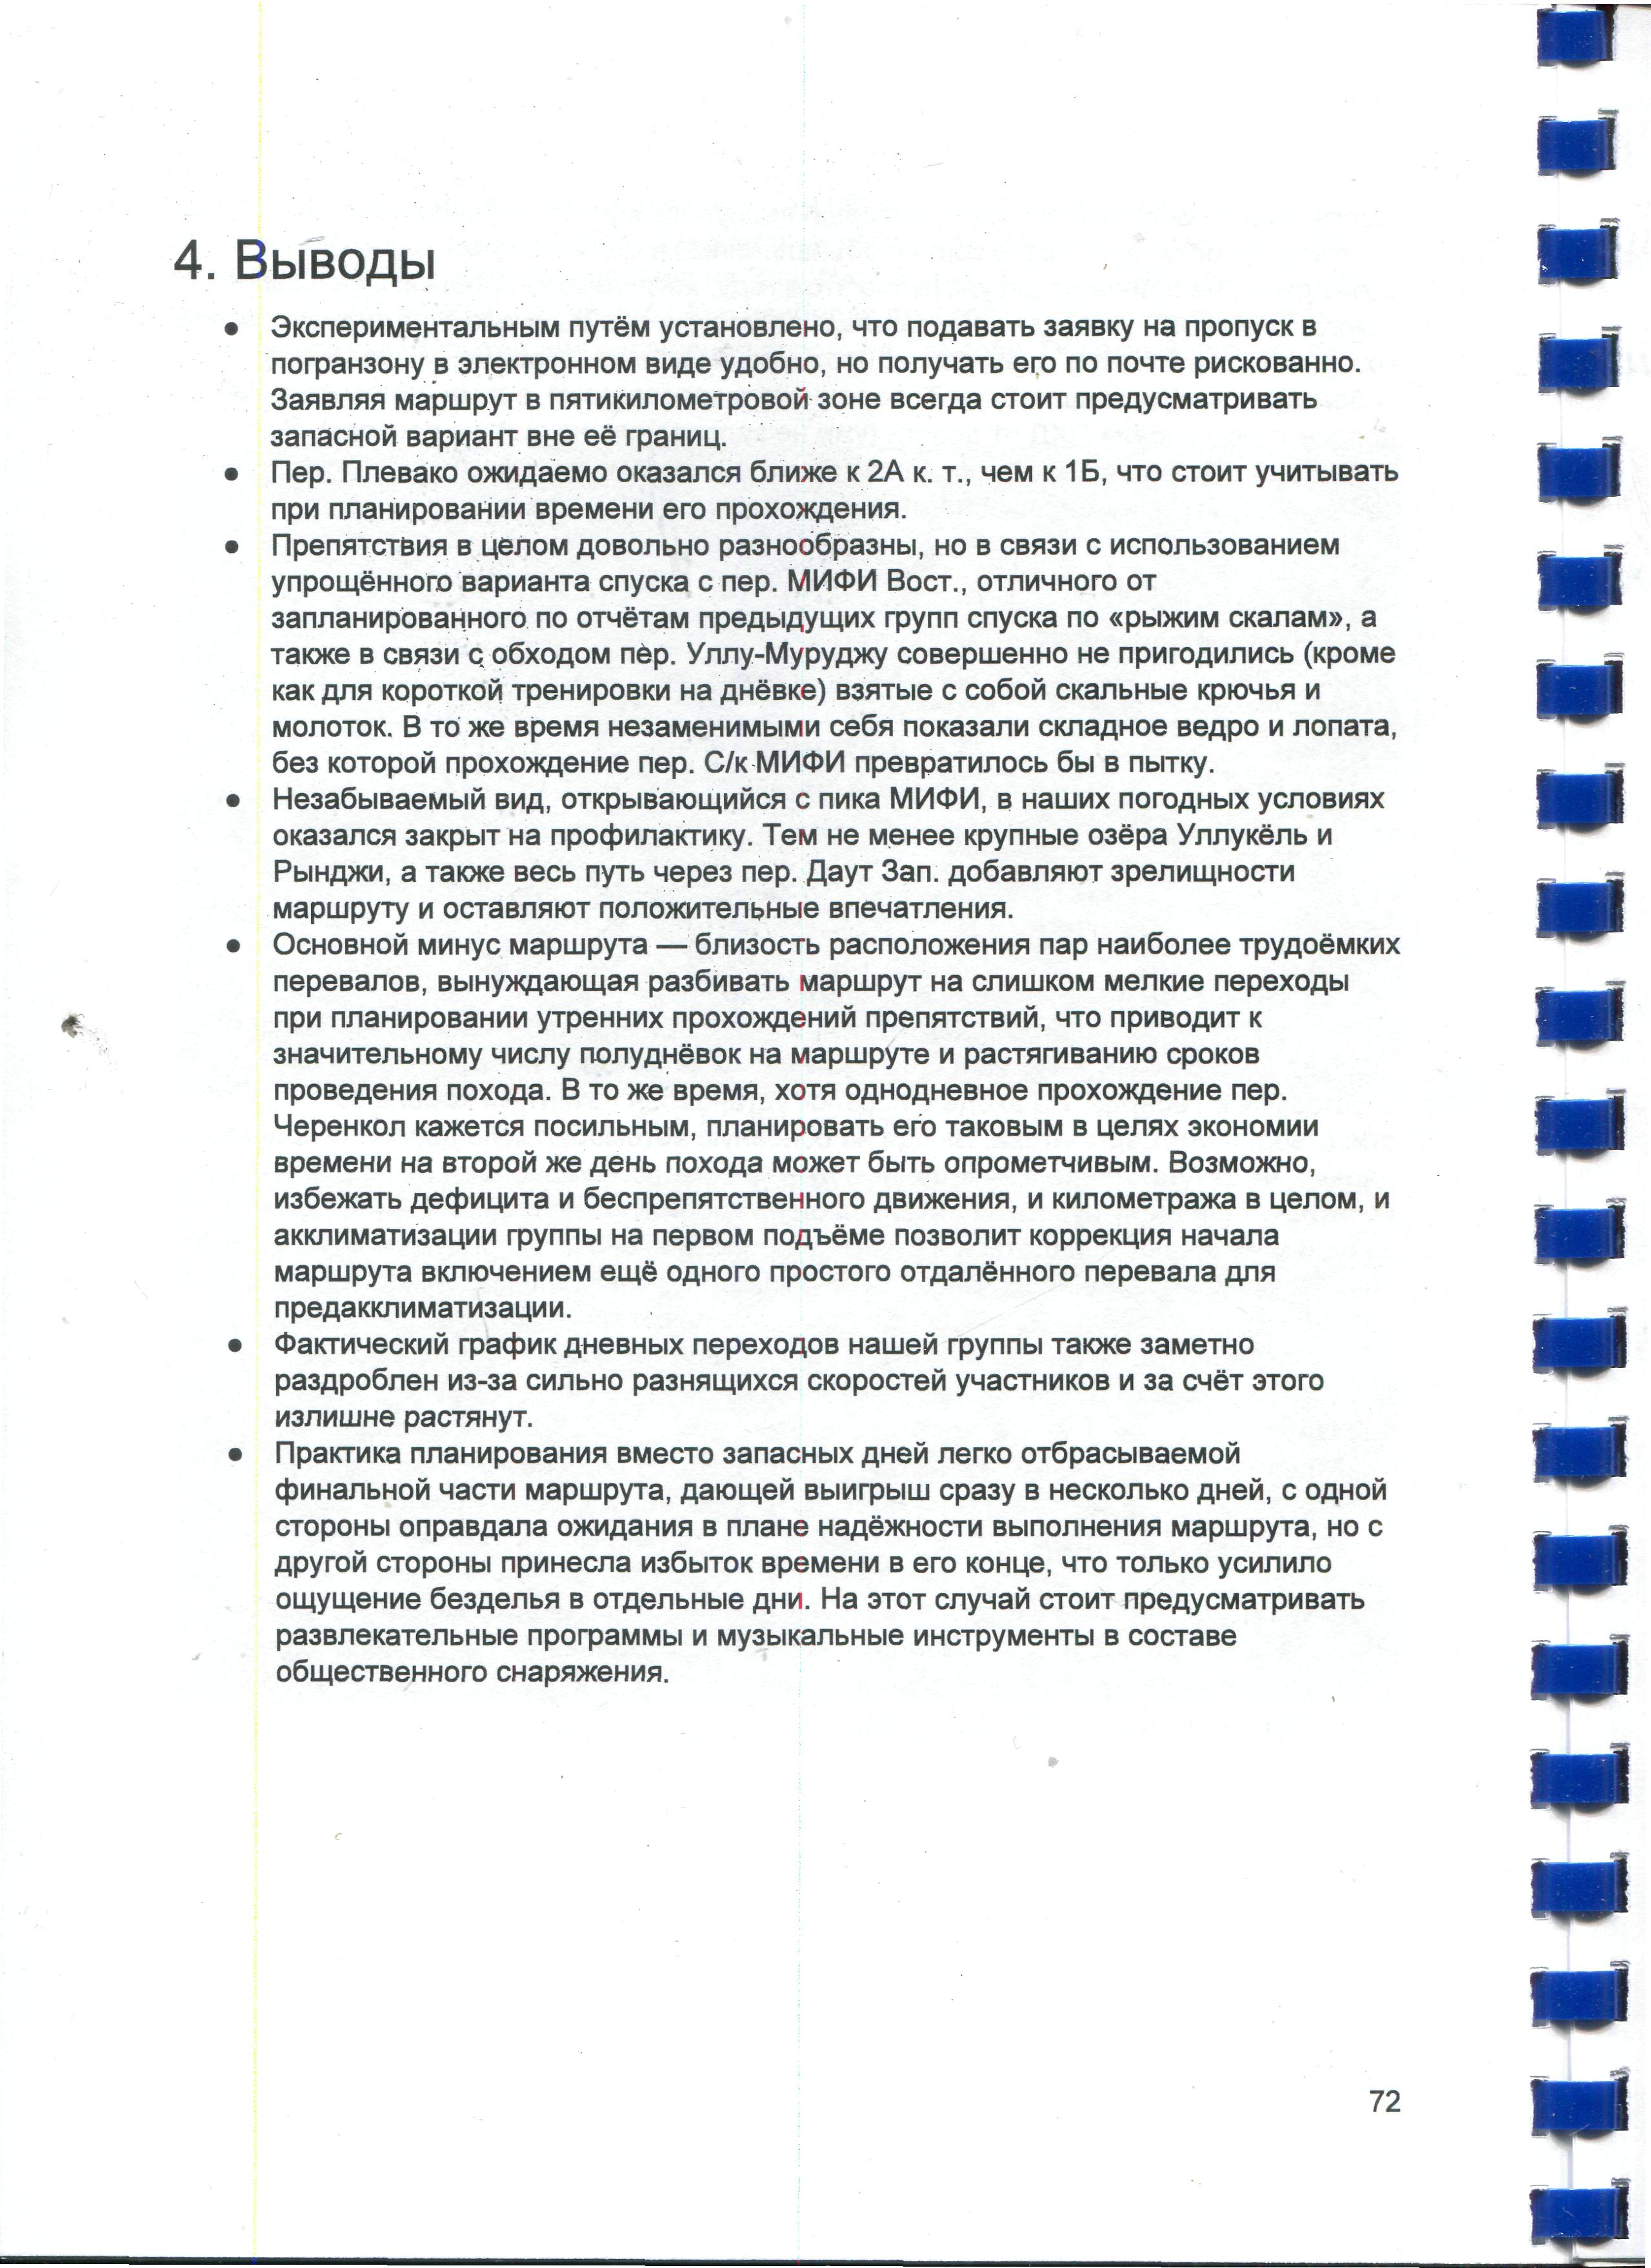 4. Выводы
● Экспериментальным путём установлено, что подавать заявку на пропуск в
погранзону в электронном виде удобно, но получать его по почте рискованно.
Заявляя маршрут в пятикилометровой зоне всегда стоит предусматривать
запасной вариант вне её границ.
● Пер. Плевако ожидаемо оказался ближе к 2А к. т., чем к 1Б, что стоит учитывать
при планировании времени его прохождения.
● Препятствия в целом довольно разнообразны, но в связи с использованием
упрощённого варианта спуска с пер. МИФИ Вост., отличного от
запланированного по отчётам предыдущих групп спуска по «рыжим скалам», а
также в связи с обходом пер. Уллу-Муруджу совершенно не пригодились (кроме
как для короткой тренировки на днёвке) взятые с собой скальные крючья и
молоток. В то же время незаменимыми себя показали складное ведро и лопата,
без которой прохождение пер. С/к МИФИ превратилось бы в пытку.
● Незабываемый вид, открывающийся с пика МИФИ, в наших погодных условиях
оказался закрыт на профилактику. Тем не менее крупные озёра Уллукёль и
Рынджи, а также весь путь через пер. Даут Зап. добавляют зрелищности
маршруту и оставляют положительные впечатления.
● Основной минус маршрута — близость расположения пар наиболее трудоёмких
перевалов, вынуждающая разбивать маршрут на слишком мелкие переходы
при планировании утренних прохождений препятствий, что приводит к
значительному числу полуднёвок на маршруте и растягиванию сроков
проведения похода. В то же время, хотя однодневное прохождение пер.
Черенкол кажется посильным, планировать его таковым в целях экономии
времени на второй же день похода может быть опрометчивым. Возможно,
избежать дефицита и беспрепятственного движения, и километража в целом, и
акклиматизации группы на первом подъёме позволит коррекция начала
маршрута включением ещё одного простого отдалённого перевала для
предакклиматизации.
● Фактический график дневных переходов нашей группы также заметно
раздроблен из-за сильно разнящихся скоростей участников и за счёт этого
излишне растянут.
● Практика планирования вместо запасных дней легко отбрасываемой
финальной части маршрута, дающей выигрыш сразу в несколько дней, с одной
стороны оправдала ожидания в плане надёжности выполнения маршрута, но с
другой стороны принесла избыток времени в его конце, что только усилило
ощущение безделья в отдельные дни. На этот случай стоит предусматривать
развлекательные программы и музыкальные инструменты в составе
общественного снаряжения.
72